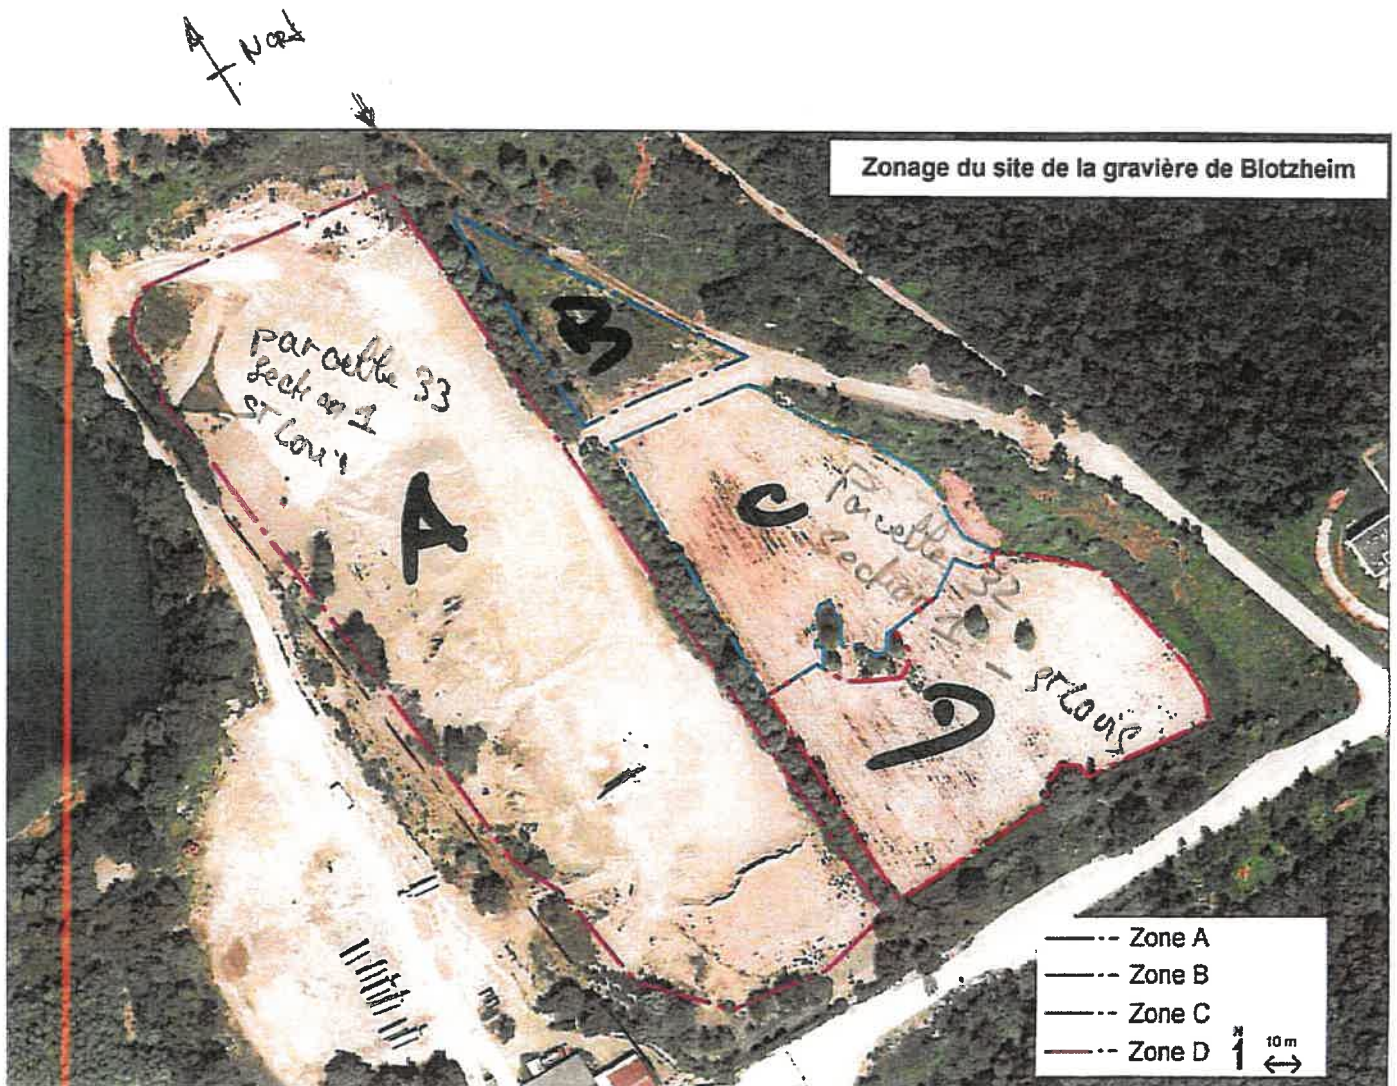 NORD
Zonage du site de la gravière de Blotzheim
B
parcelle 33
Section 1
ST Louis
A
C
Parcelle 32
Section 1 - ST Louis
D
Zone A
Zone B
Zone C
Zone D
N
10 m